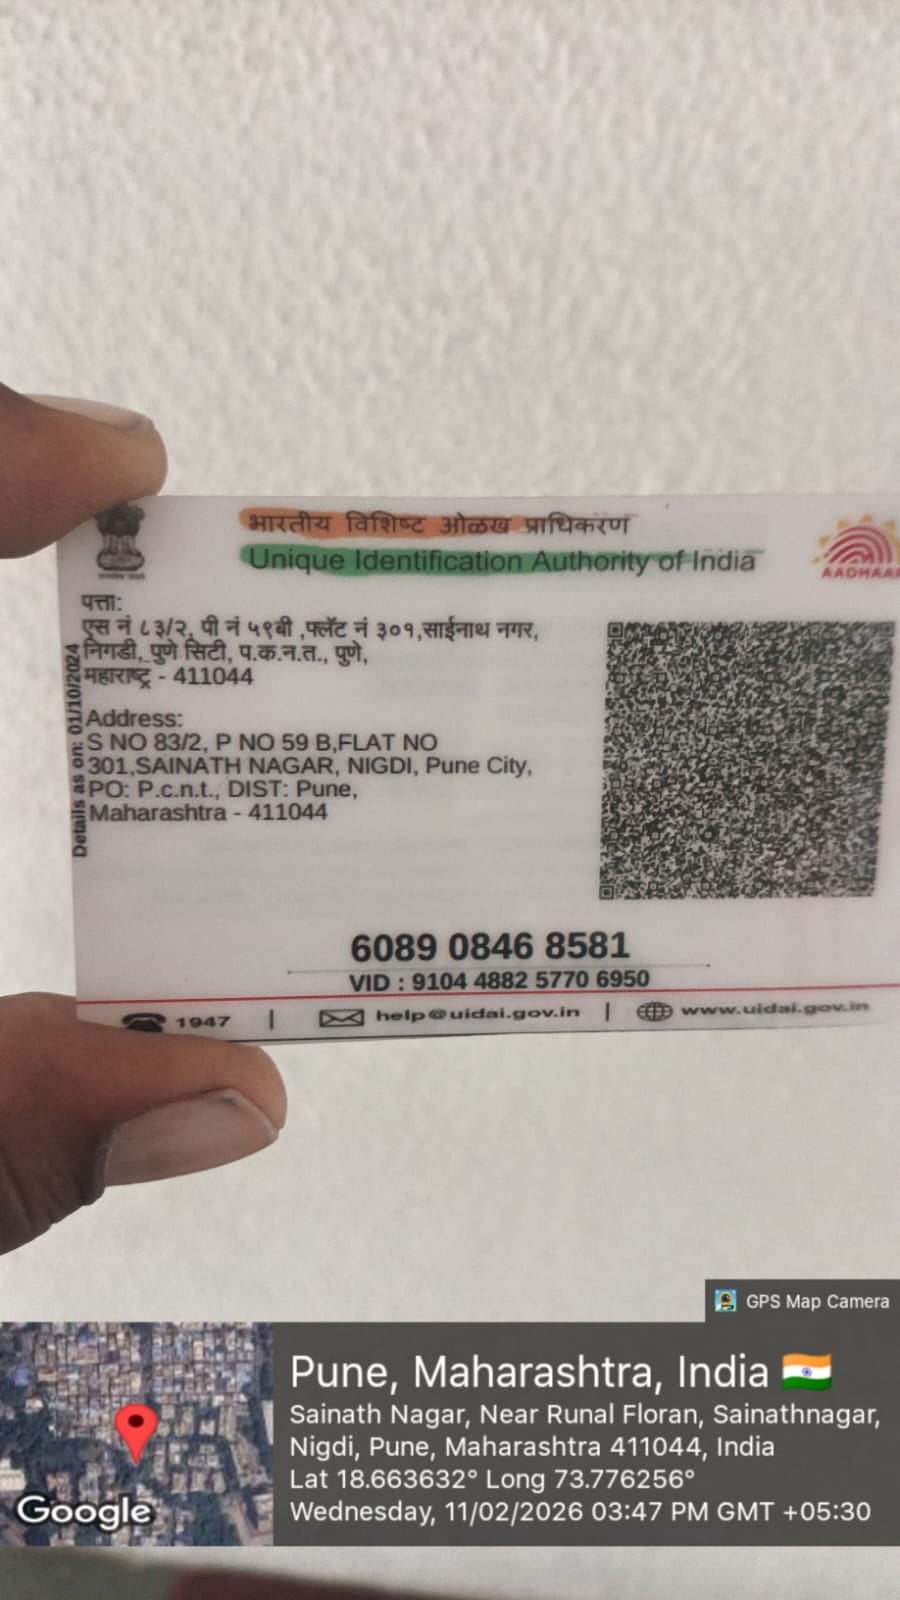 भारतीय विशिष्ट ओळख प्राधिकरण
Unique Identification Authority of India
AADHAAR
पत्ता:
एस नं ८३/२, पी नं ५९बी ,फ्लॅट नं ३०१,साईनाथ नगर,
निगडी, पुणे सिटी, प.क.न.त., पुणे,
महाराष्ट्र - 411044
Details as on: 01/10/2024
Address:
S NO 83/2, P NO 59 B,FLAT NO
301,SAINATH NAGAR, NIGDI, Pune City,
PO: P.c.n.t., DIST: Pune,
Maharashtra - 411044
6089 0846 8581
VID : 9104 4882 5770 6950
1947 | help@uidai.gov.in | www.uidai.gov.in
GPS Map Camera
Pune, Maharashtra, India
Sainath Nagar, Near Runal Floran, Sainathnagar,
Nigdi, Pune, Maharashtra 411044, India
Lat 18.663632° Long 73.776256°
Wednesday, 11/02/2026 03:47 PM GMT +05:30
Google